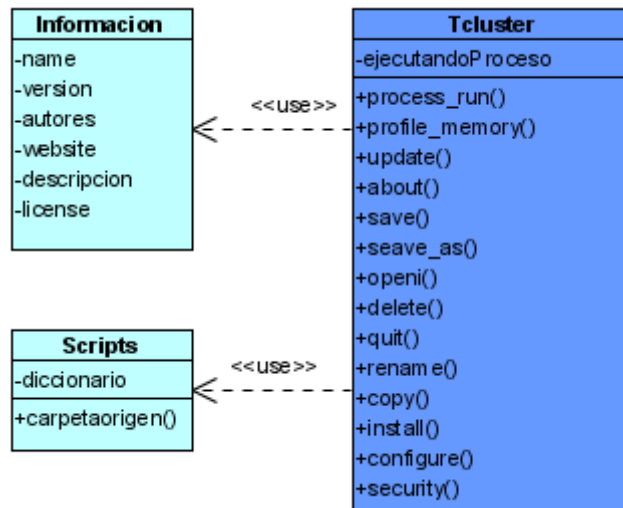 Informacion
-name
-version
-autores
-website
-descripcion
-license
<<use>>
Tcluster
-ejecutandoProceso
+process_run()
+profile_memory()
+update()
+about()
+save()
+seave_as()
+openi()
+delete()
+quit()
+rename()
+copy()
+install()
+configure()
+security()
Scripts
-diccionario
+carpetaorigen()
<<use>>